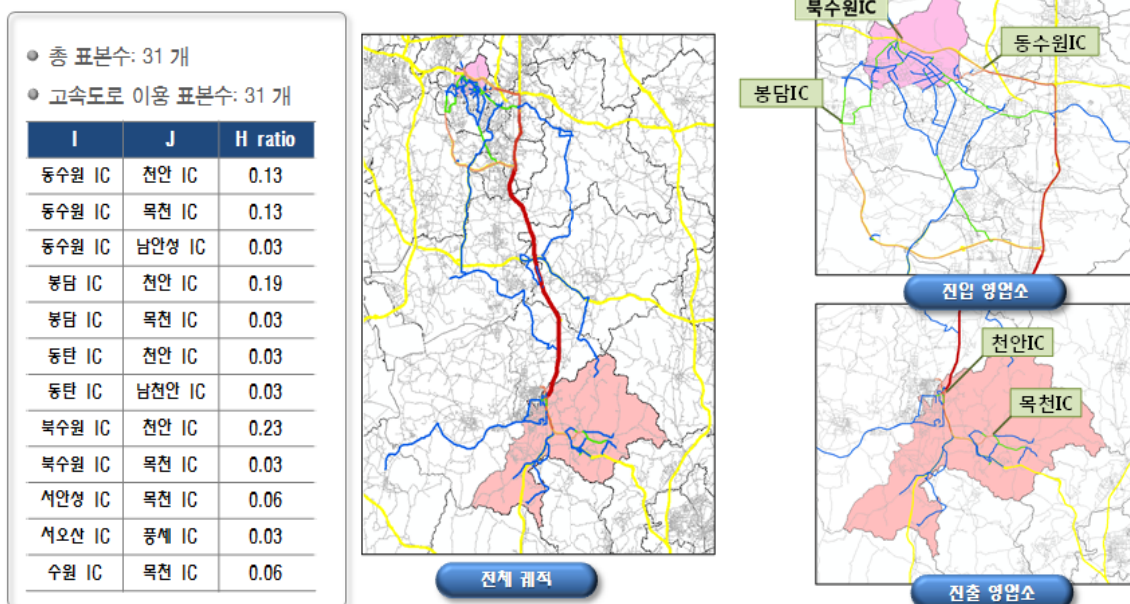 총 표본수: 31 개
고속도로 이용 표본수: 31 개
I J H ratio
동수원 IC 천안 IC 0.13
동수원 IC 목천 IC 0.13
동수원 IC 남안성 IC 0.03
봉담 IC 천안 IC 0.19
봉담 IC 목천 IC 0.03
동탄 IC 천안 IC 0.03
동탄 IC 남천안 IC 0.03
북수원 IC 천안 IC 0.23
북수원 IC 목천 IC 0.03
서안성 IC 목천 IC 0.06
서오산 IC 풍세 IC 0.03
수원 IC 목천 IC 0.06
전체 궤적
북수원IC
동수원IC
봉담IC
진입 영업소
천안IC
목천IC
진출 영업소